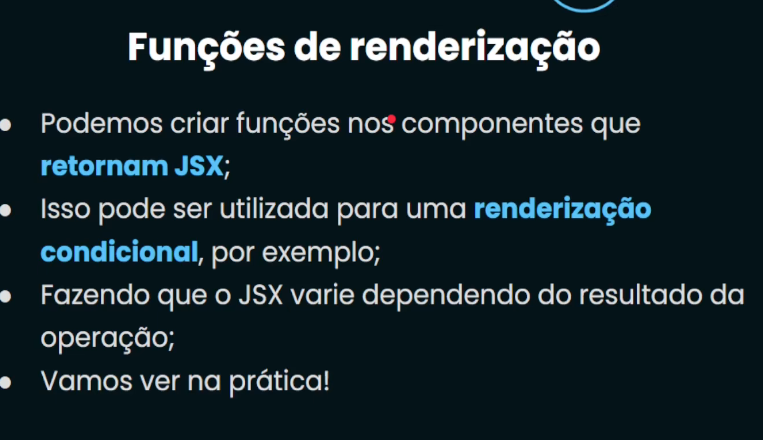 Funções de renderização
● Podemos criar funções nos componentes que
retornam JSX;
● Isso pode ser utilizada para uma renderização
condicional, por exemplo;
● Fazendo que o JSX varie dependendo do resultado da
operação;
● Vamos ver na prática!